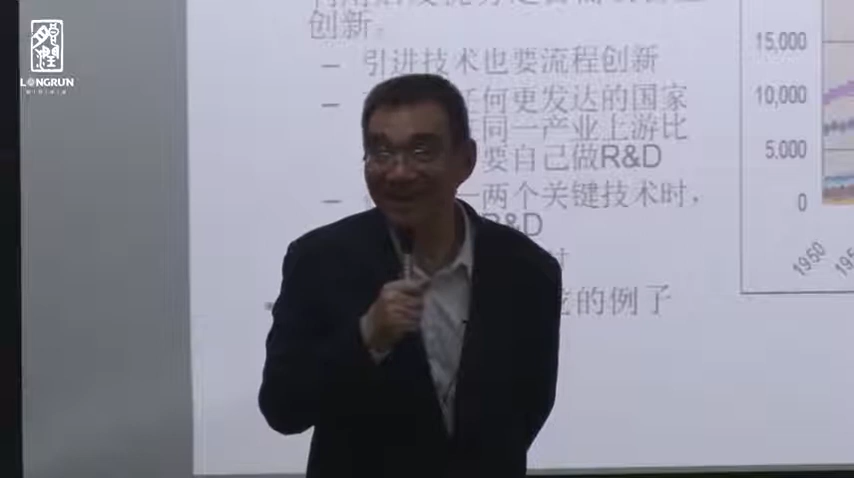 LONGRUN
创新。
– 引进技术也要流程创新
– 任何更发达的国家
同一产业上游比
要自己做R&D
– 一两个关键技术时，
R&D
的例子
15,000
10,000
5.000
0
1950